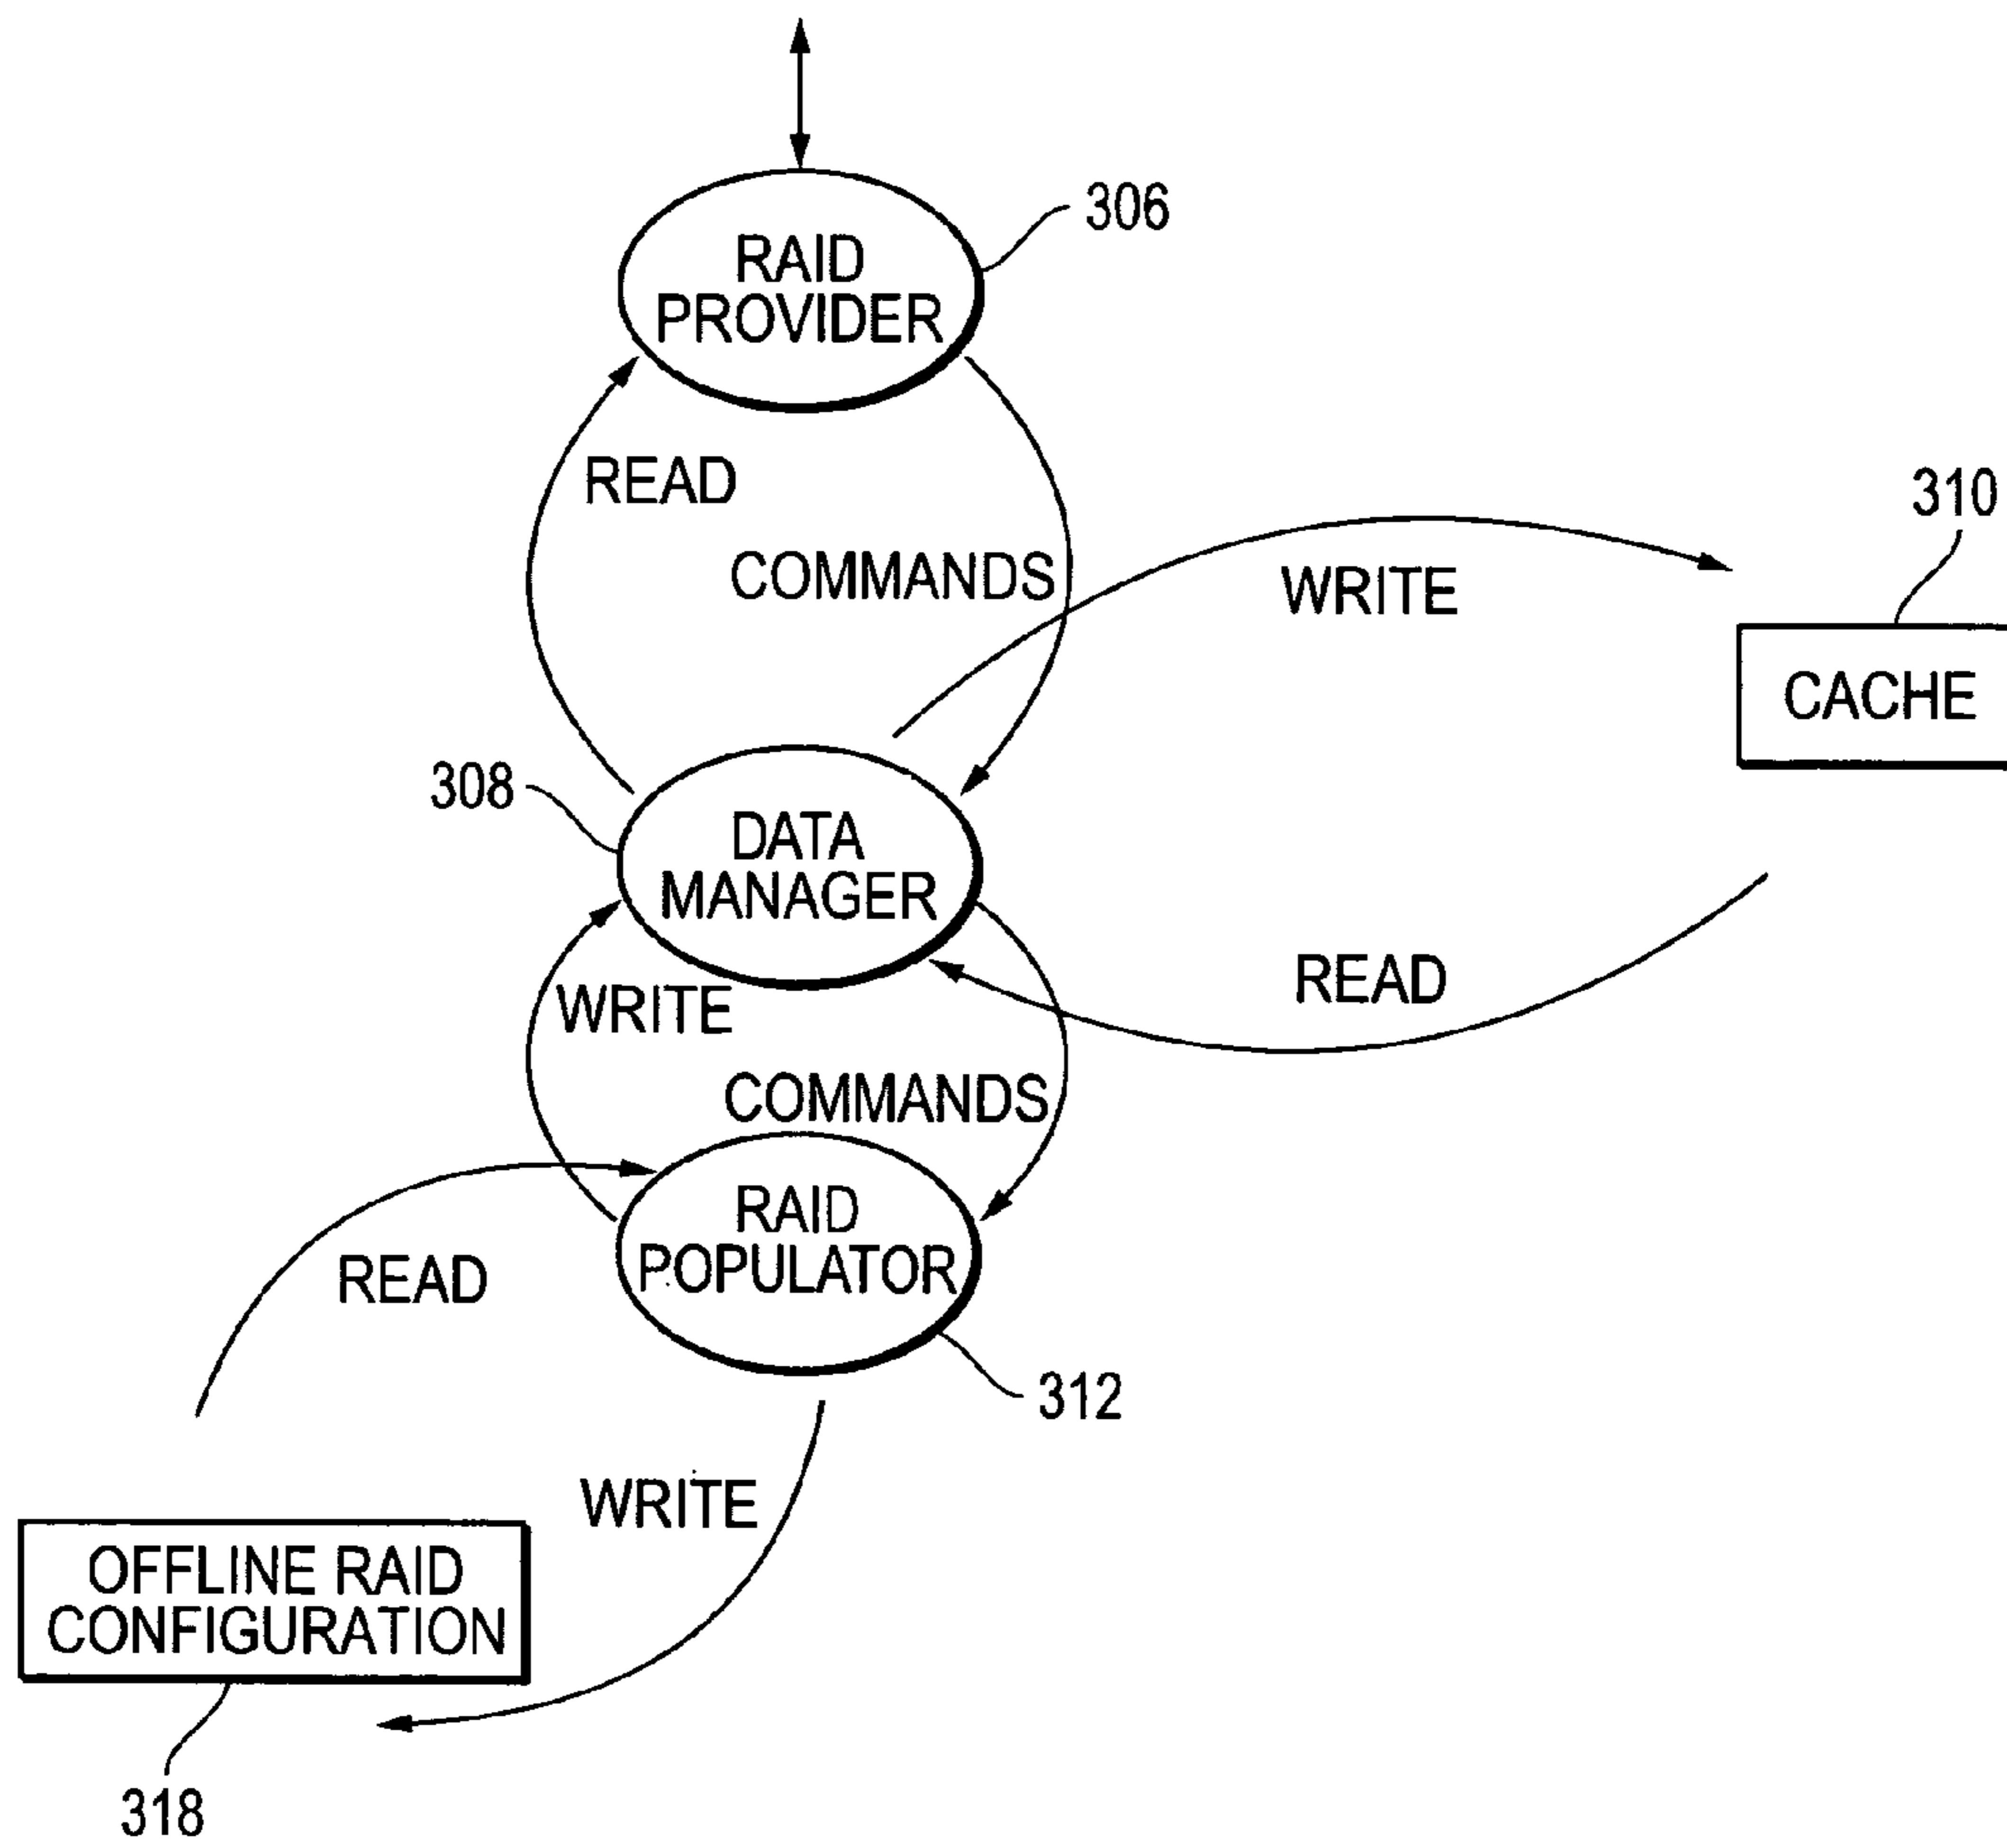 306
RAID
PROVIDER
READ
310
COMMANDS
WRITE
CACHE
308
DATA
MANAGER
READ
WRITE
COMMANDS
RAID
POPULATOR
READ
312
WRITE
OFFLINE RAID
CONFIGURATION
318